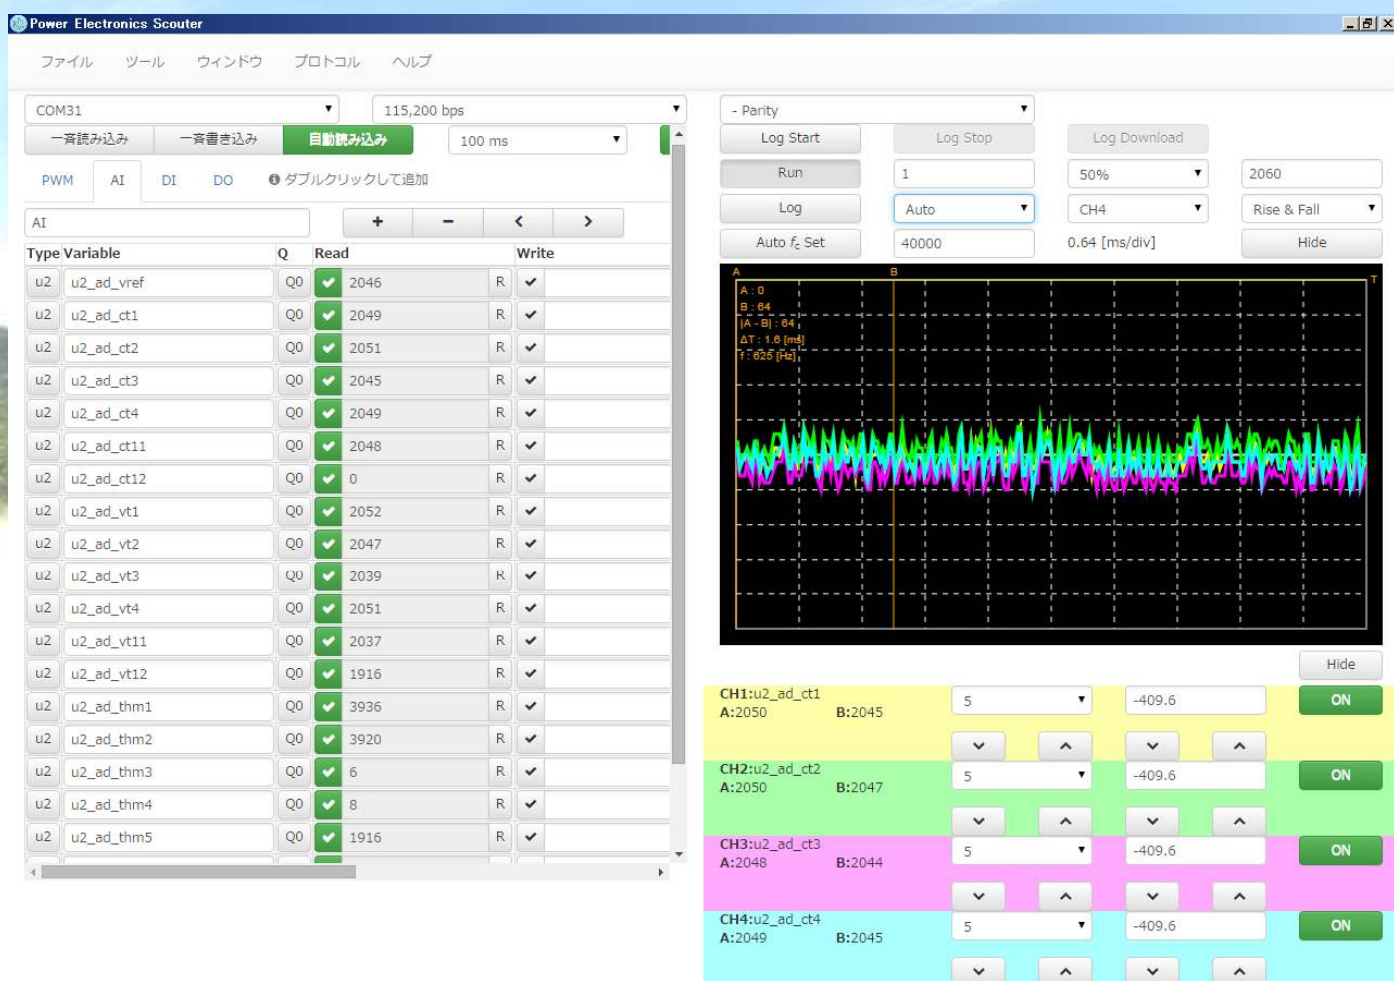 Power Electronics Scouter
ファイル ツール ウィンドウ プロトコル ヘルプ
COM31 115,200 bps - Parity
一斉読み込み 一斉書き込み 自動読み込み 100 ms
PWM AI DI DO ダブルクリックして追加
AI
Type Variable Q Read Write
u2 u2_ad_vref Q0 2046 R
u2 u2_ad_ct1 Q0 2049 R
u2 u2_ad_ct2 Q0 2051 R
u2 u2_ad_ct3 Q0 2045 R
u2 u2_ad_ct4 Q0 2049 R
u2 u2_ad_ct11 Q0 2048 R
u2 u2_ad_ct12 Q0 0 R
u2 u2_ad_vt1 Q0 2052 R
u2 u2_ad_vt2 Q0 2047 R
u2 u2_ad_vt3 Q0 2039 R
u2 u2_ad_vt4 Q0 2051 R
u2 u2_ad_vt11 Q0 2037 R
u2 u2_ad_vt12 Q0 1916 R
u2 u2_ad_thm1 Q0 3936 R
u2 u2_ad_thm2 Q0 3920 R
u2 u2_ad_thm3 Q0 6 R
u2 u2_ad_thm4 Q0 8 R
u2 u2_ad_thm5 Q0 1916 R
Log Start Log Stop Log Download
Run 1 50% 2060
Log Auto CH4 Rise & Fall
Auto fc Set 40000 0.64 [ms/div] Hide
A B T
A : 0
B : 64
|A - B| : 64
ΔT : 1.6 [ms]
f : 625 [Hz]
Hide
CH1:u2_ad_ct1 5 -409.6 ON
A:2050 B:2045
CH2:u2_ad_ct2 5 -409.6 ON
A:2050 B:2047
CH3:u2_ad_ct3 5 -409.6 ON
A:2048 B:2044
CH4:u2_ad_ct4 5 -409.6 ON
A:2049 B:2045